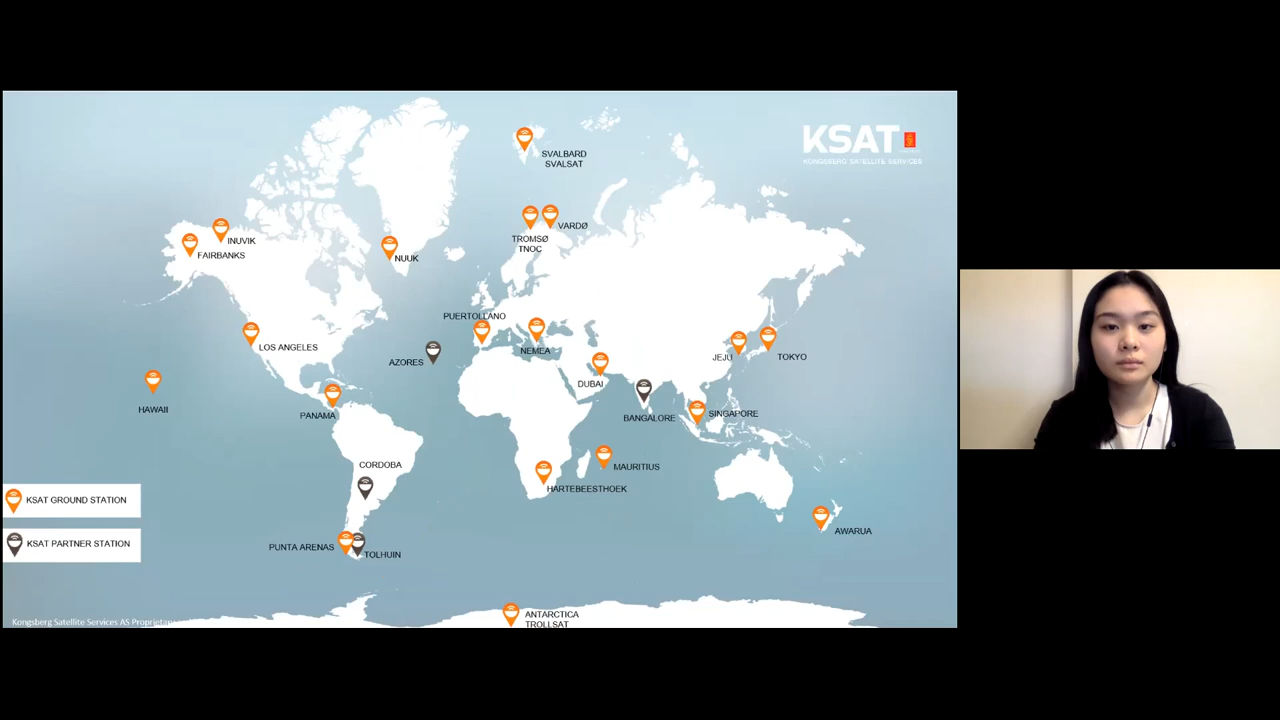 KSAT
KONGSBERG SATELLITE SERVICES
SVALBARD
SVALSAT
VARDØ
TROMSØ
TNOC
INUVIK
FAIRBANKS
NUUK
PUERTOLLANO
LOS ANGELES
NEMEA
AZORES
JEJU
TOKYO
DUBAI
HAWAII
PANAMA
BANGALORE
SINGAPORE
CORDOBA
MAURITIUS
HARTEBEESTHOEK
KSAT GROUND STATION
AWARUA
KSAT PARTNER STATION
PUNTA ARENAS
TOLHUIN
ANTARCTICA
TROLLSAT
Kongsberg Satellite Services AS Proprietary